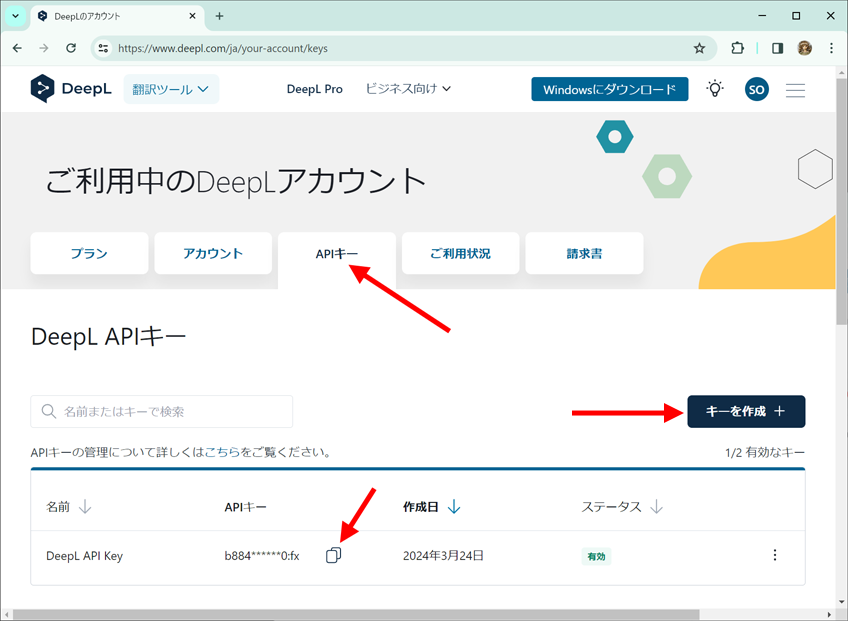 DeepLのアカウント
https://www.deepl.com/ja/your-account/keys
DeepL 翻訳ツール DeepL Pro ビジネス向け Windowsにダウンロード SO
ご利用中のDeepLアカウント
プラン アカウント APIキー ご利用状況 請求書
DeepL APIキー
名前またはキーで検索 キーを作成 +
APIキーの管理について詳しくはこちらをご覧ください。 1/2 有効なキー
名前 APIキー 作成日 ステータス
DeepL API Key b884******0:fx 2024年3月24日 有効